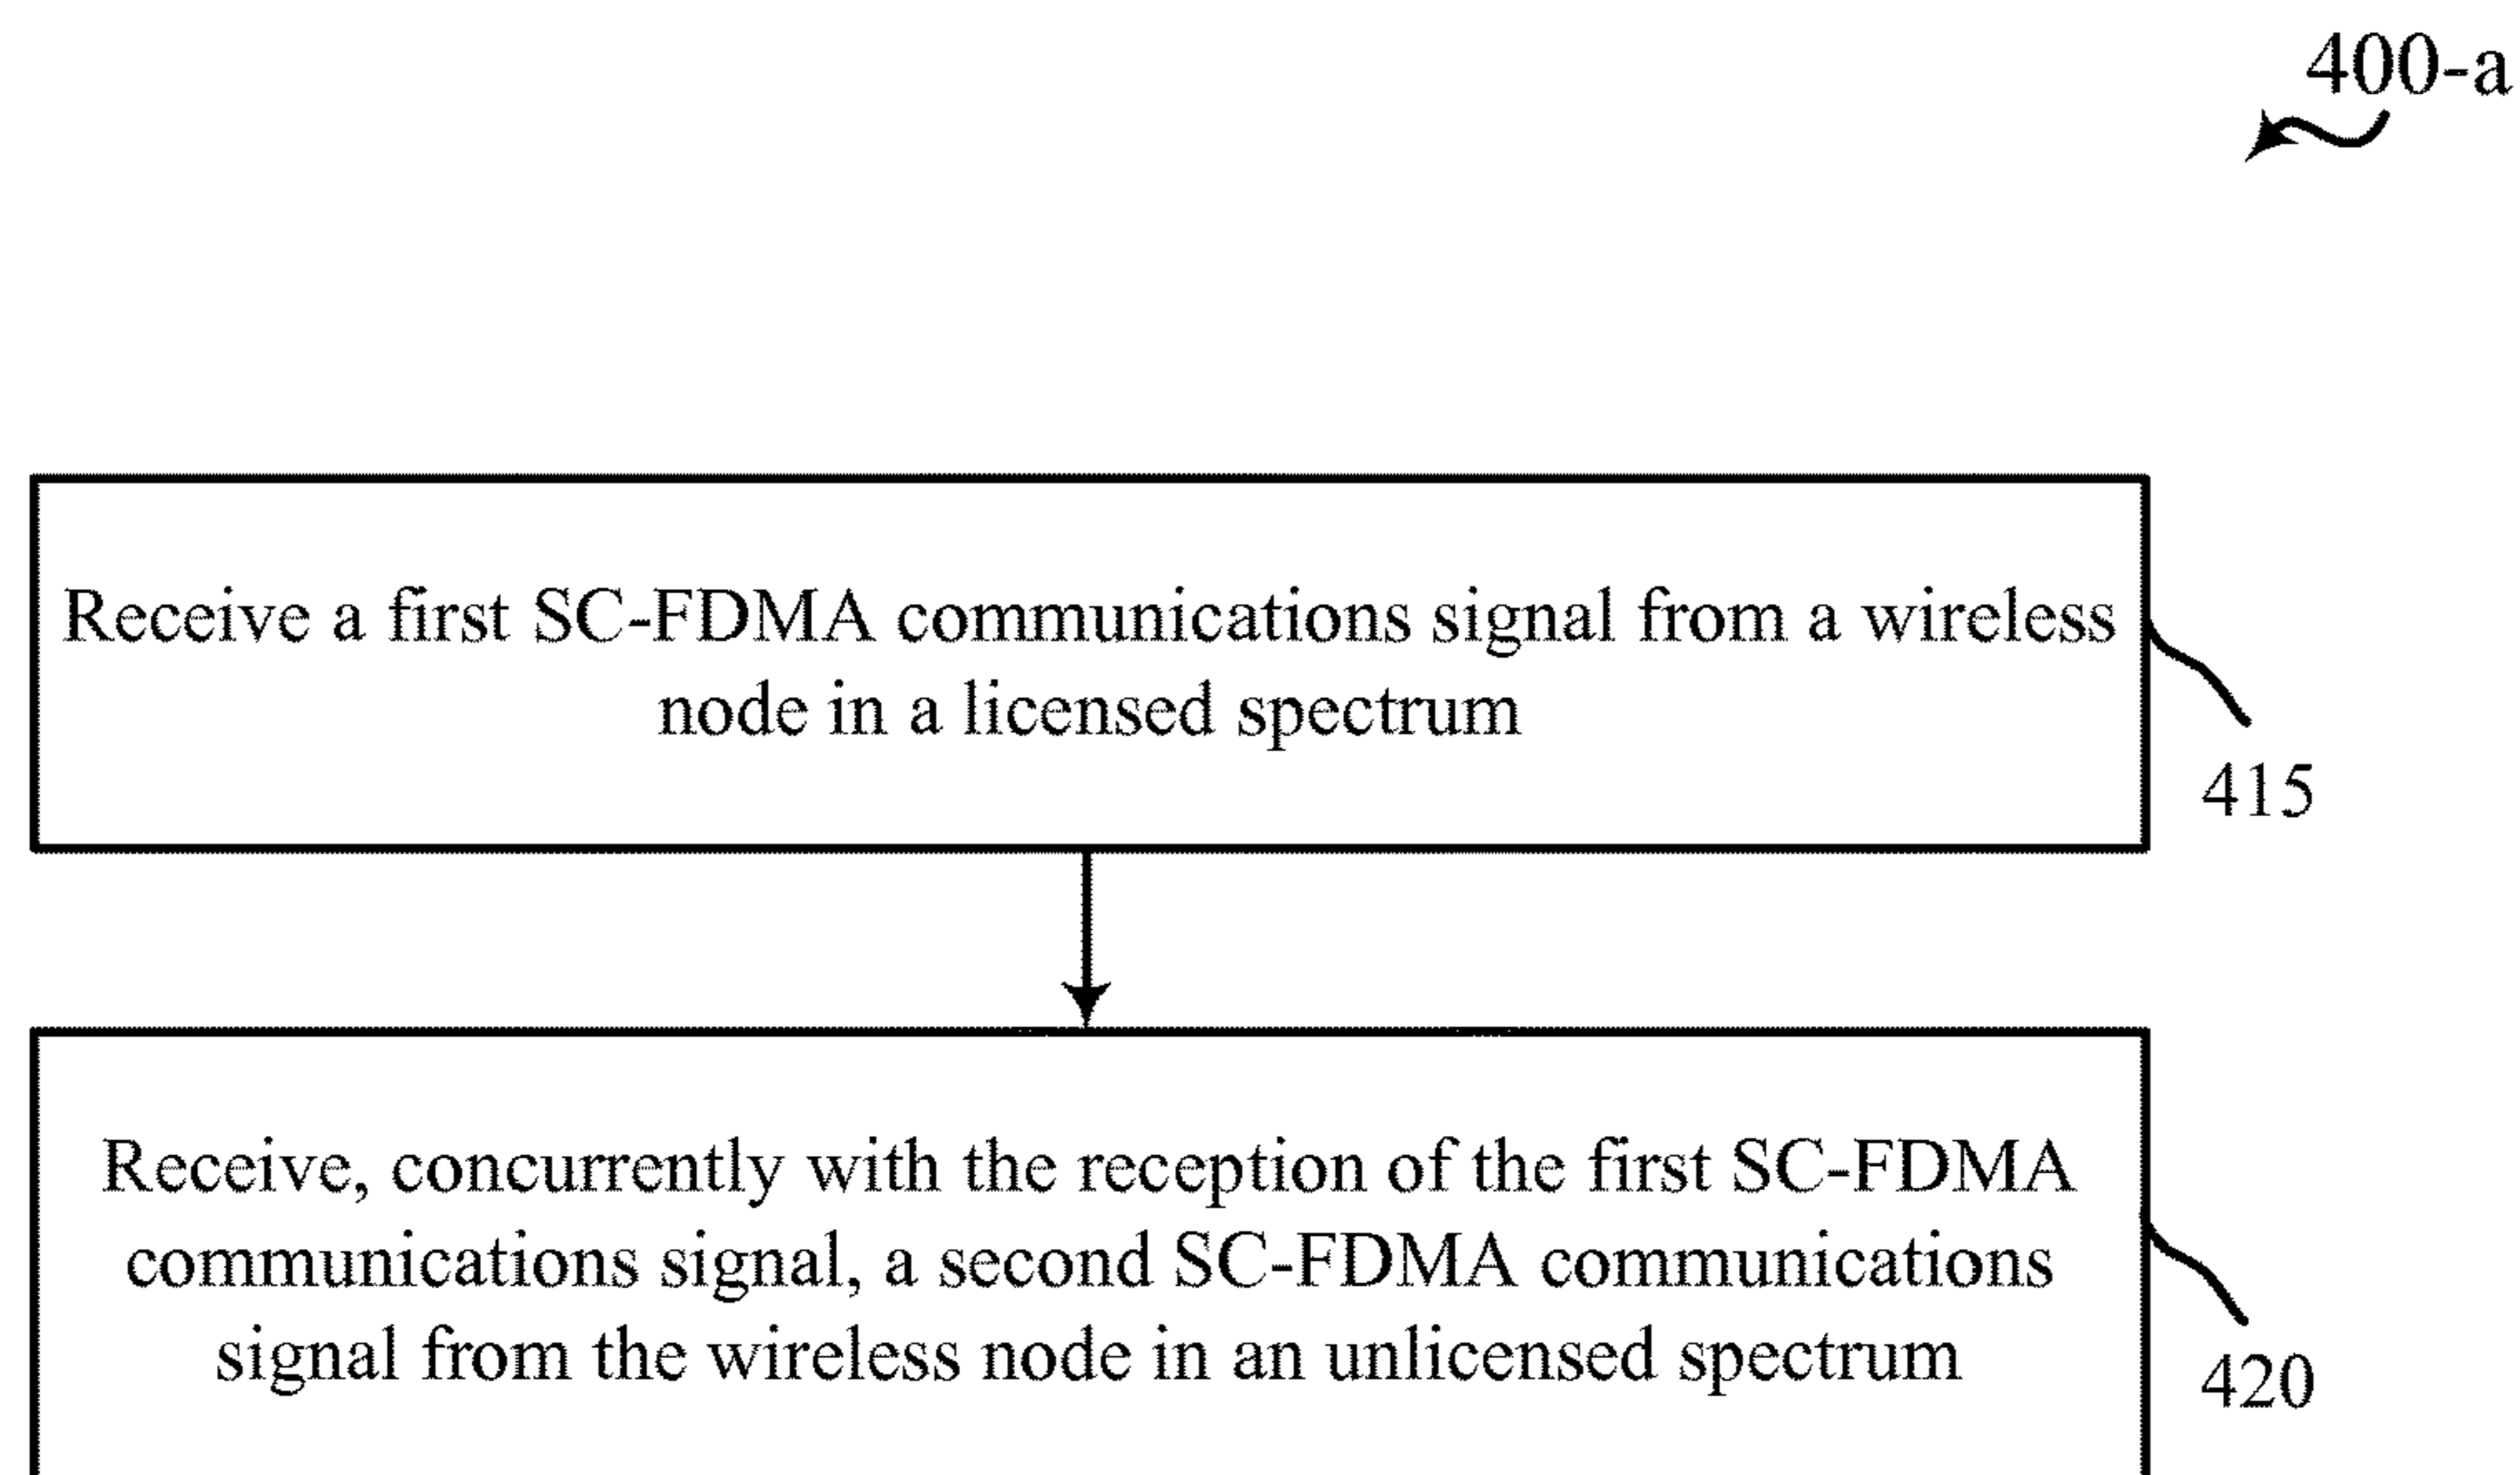 400-a
Receive a first SC-FDMA communications signal from a wireless
node in a licensed spectrum
415
Receive, concurrently with the reception of the first SC-FDMA
communications signal, a second SC-FDMA communications
signal from the wireless node in an unlicensed spectrum
420